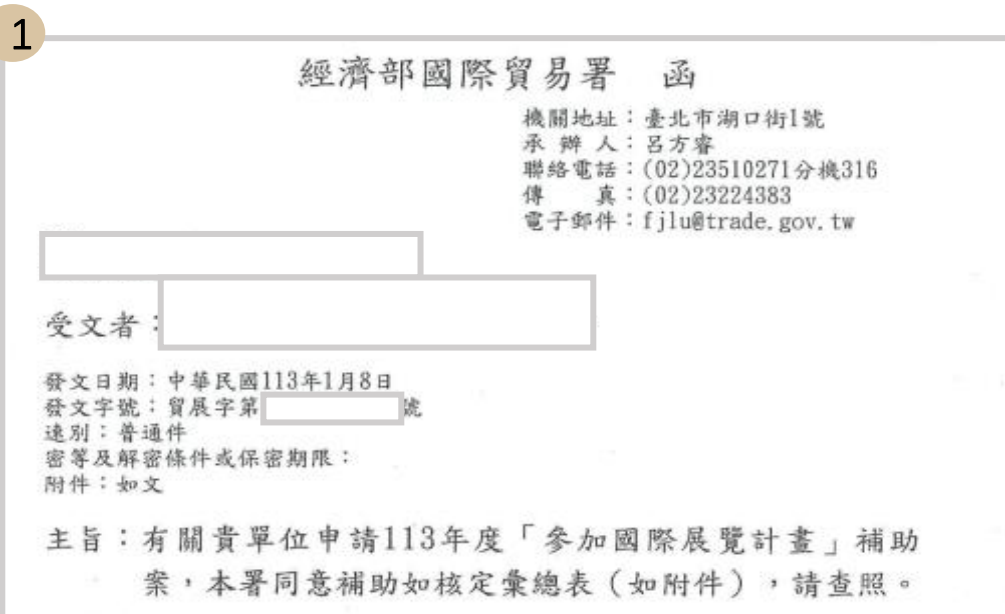 1
經濟部國際貿易署　函
機關地址：臺北市湖口街1號
承 辦 人：呂方睿
聯絡電話：(02)23510271分機316
傳　　真：(02)23224383
電子郵件：fjlu@trade.gov.tw
受文者：
發文日期：中華民國113年1月8日
發文字號：貿展字第　號
速別：普通件
密等及解密條件或保密期限：
附件：如文
主旨：有關貴單位申請113年度「參加國際展覽計畫」補助
案，本署同意補助如核定彙總表（如附件），請查照。